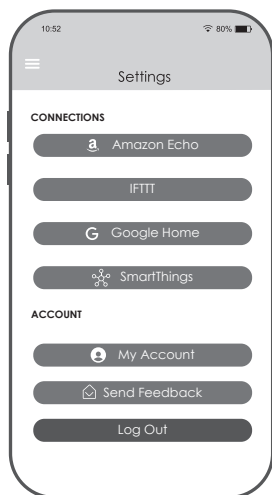 10:52 80%
Settings
CONNECTIONS
a Amazon Echo
IFTTT
G Google Home
SmartThings
ACCOUNT
My Account
Send Feedback
Log Out